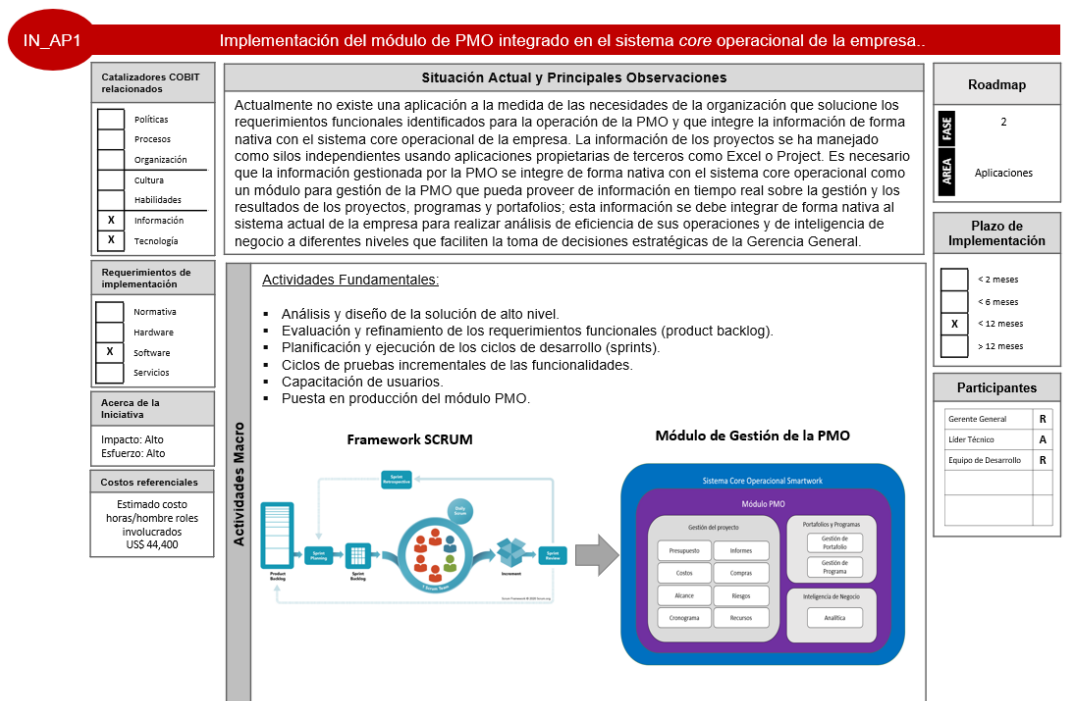 IN_AP1
Implementación del módulo de PMO integrado en el sistema core operacional de la empresa..
Catalizadores COBIT
relacionados
Políticas
Procesos
Organización
Cultura
Habilidades
X Información
X Tecnología
Requerimientos de
implementación
Normativa
Hardware
X Software
Servicios
Acerca de la
Iniciativa
Impacto: Alto
Esfuerzo: Alto
Costos referenciales
Estimado costo
horas/hombre roles
involucrados
US$ 44,400
Situación Actual y Principales Observaciones
Actualmente no existe una aplicación a la medida de las necesidades de la organización que solucione los
requerimientos funcionales identificados para la operación de la PMO y que integre la información de forma
nativa con el sistema core operacional de la empresa. La información de los proyectos se ha manejado
como silos independientes usando aplicaciones propietarias de terceros como Excel o Project. Es necesario
que la información gestionada por la PMO se integre de forma nativa con el sistema core operacional como
un módulo para gestión de la PMO que pueda proveer de información en tiempo real sobre la gestión y los
resultados de los proyectos, programas y portafolios; esta información se debe integrar de forma nativa al
sistema actual de la empresa para realizar análisis de eficiencia de sus operaciones y de inteligencia de
negocio a diferentes niveles que faciliten la toma de decisiones estratégicas de la Gerencia General.
Actividades Macro
Actividades Fundamentales:
▪ Análisis y diseño de la solución de alto nivel.
▪ Evaluación y refinamiento de los requerimientos funcionales (product backlog).
▪ Planificación y ejecución de los ciclos de desarrollo (sprints).
▪ Ciclos de pruebas incrementales de las funcionalidades.
▪ Capacitación de usuarios.
▪ Puesta en producción del módulo PMO.
Framework SCRUM
Sprint
Retrospective
Daily
Scrum
Product
Backlog
Sprint
Planning
Sprint
Backlog
Scrum Team
Increment
Sprint
Review
Módulo de Gestión de la PMO
Sistema Core Operacional Smartwork
Módulo PMO
Gestión del proyecto
Presupuesto
Informes
Costos
Compras
Alcance
Riesgos
Cronograma
Recursos
Portafolios y Programas
Gestión de
Portafolio
Gestión de
Programa
Inteligencia de Negocio
Analítica
Roadmap
FASE
2
AREA
Aplicaciones
Plazo de
Implementación
< 2 meses
< 6 meses
X < 12 meses
> 12 meses
Participantes
Gerente General R
Líder Técnico A
Equipo de Desarrollo R